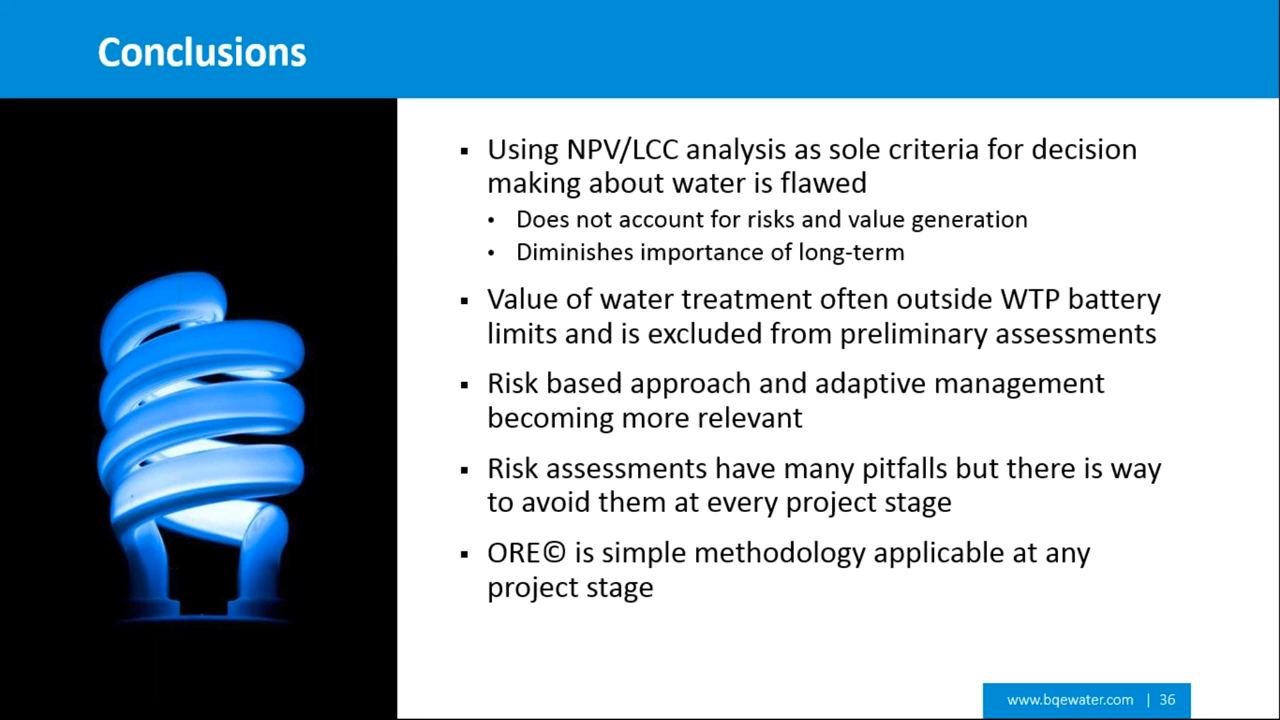 Conclusions
▪ Using NPV/LCC analysis as sole criteria for decision
making about water is flawed
• Does not account for risks and value generation
• Diminishes importance of long-term
▪ Value of water treatment often outside WTP battery
limits and is excluded from preliminary assessments
▪ Risk based approach and adaptive management
becoming more relevant
▪ Risk assessments have many pitfalls but there is way
to avoid them at every project stage
▪ ORE© is simple methodology applicable at any
project stage
www.bqewater.com | 36